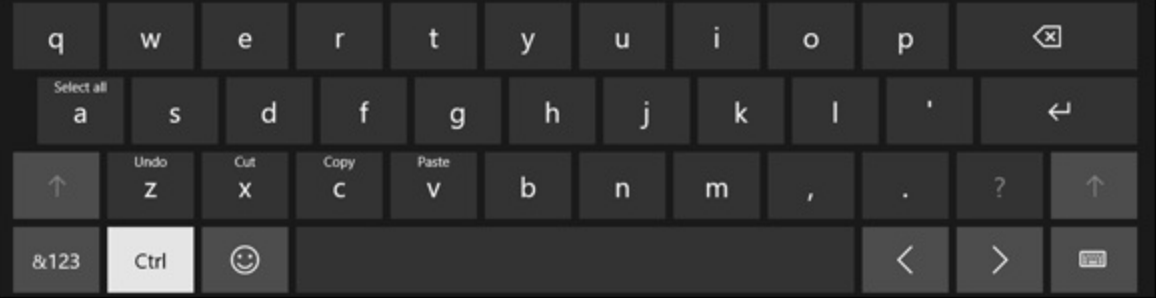 q w e r t y u i o p
Select all
a s d f g h j k l '
Undo Cut Copy Paste
z x c v b n m , . ?
&123 Ctrl